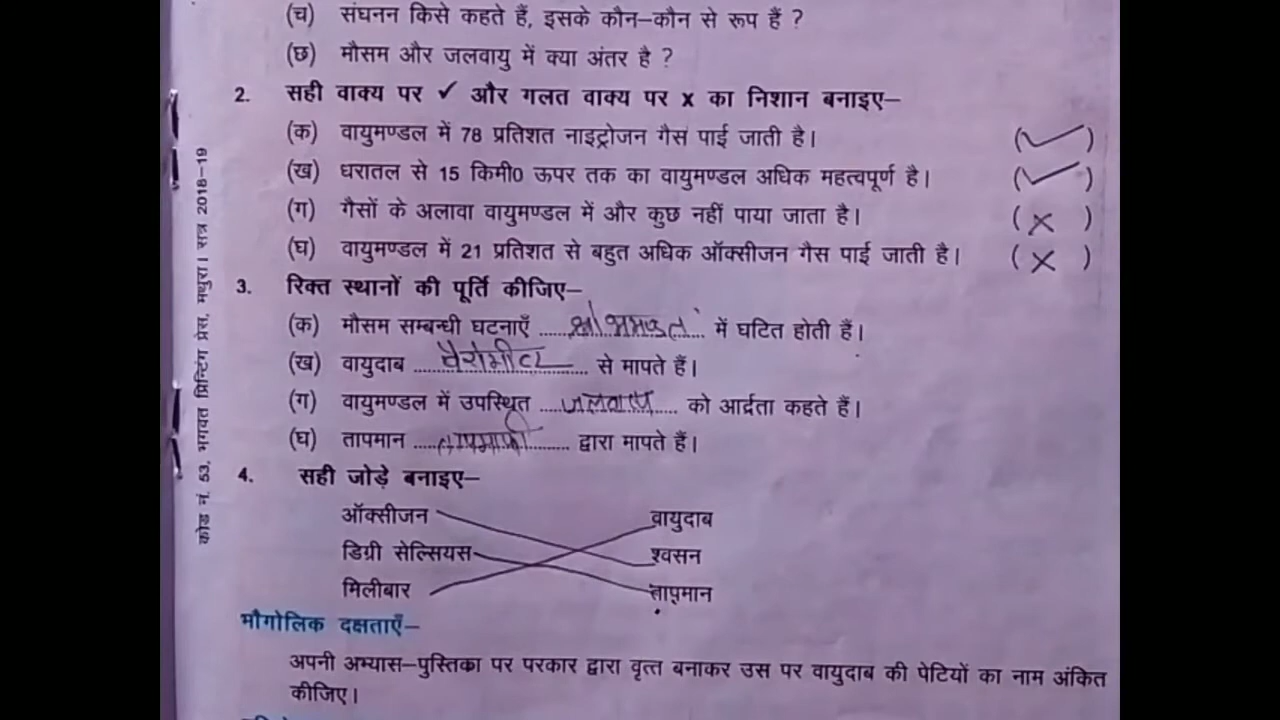 (च) संघनन किसे कहते हैं, इसके कौन–कौन से रूप हैं ?
(छ) मौसम और जलवायु में क्या अंतर है ?
2. सही वाक्य पर ✓ और गलत वाक्य पर x का निशान बनाइए–
(क) वायुमण्डल में 78 प्रतिशत नाइट्रोजन गैस पाई जाती है। (✓)
(ख) धरातल से 15 किमी0 ऊपर तक का वायुमण्डल अधिक महत्वपूर्ण है। (✓)
(ग) गैसों के अलावा वायुमण्डल में और कुछ नहीं पाया जाता है। (x)
(घ) वायुमण्डल में 21 प्रतिशत से बहुत अधिक ऑक्सीजन गैस पाई जाती है। (x)
3. रिक्त स्थानों की पूर्ति कीजिए–
(क) मौसम सम्बन्धी घटनाएँ ............ में घटित होती हैं।
(ख) वायुदाब ....बैरोमीटर.... से मापते हैं।
(ग) वायुमण्डल में उपस्थित ....जलवाष्प.... को आर्द्रता कहते हैं।
(घ) तापमान ....तापमापी.... द्वारा मापते हैं।
4. सही जोड़े बनाइए–
ऑक्सीजन वायुदाब
डिग्री सेल्सियस श्वसन
मिलीबार तापमान
भौगोलिक दक्षताएँ–
अपनी अभ्यास–पुस्तिका पर परकार द्वारा वृत्त बनाकर उस पर वायुदाब की पेटियों का नाम अंकित
कीजिए।
कोड नं. 53, भगवत प्रिन्टिंग प्रेस, मथुरा। सत्र 2018–19